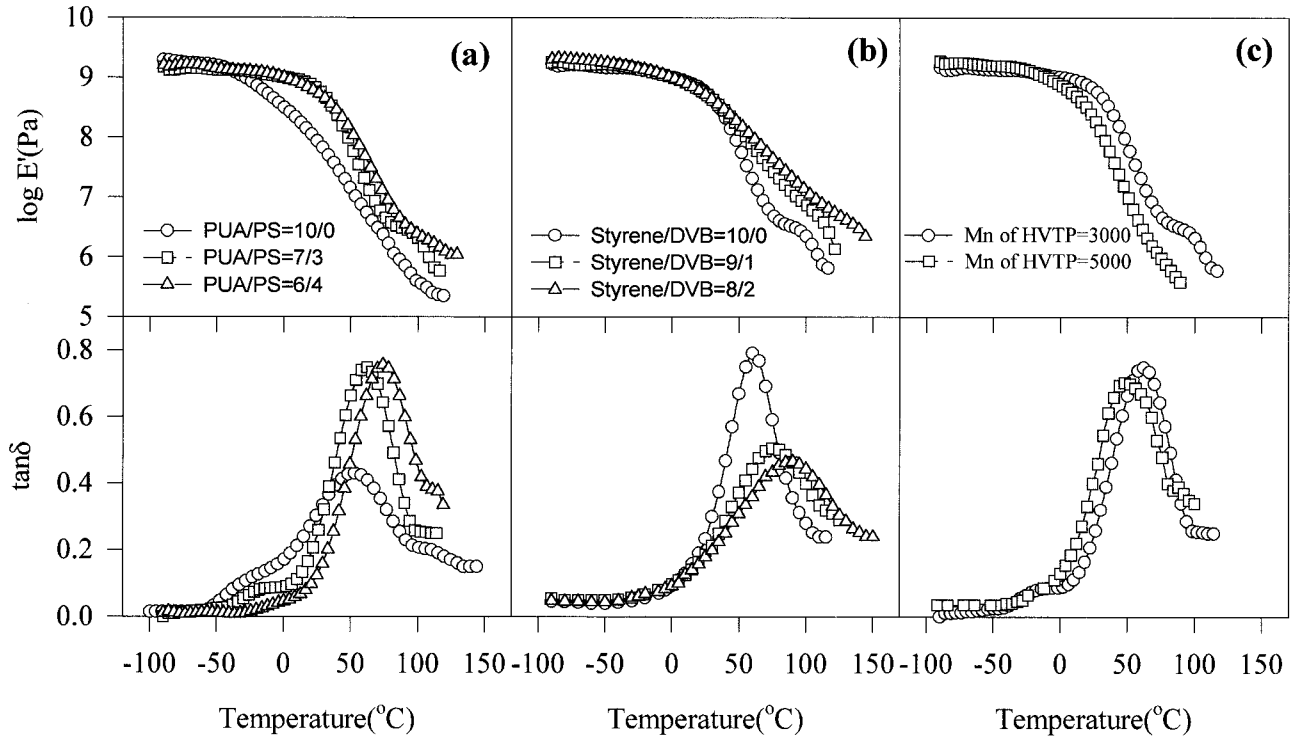 10
9
8
7
6
5
log E'(Pa)
(a)
PUA/PS=10/0
PUA/PS=7/3
PUA/PS=6/4
(b)
Styrene/DVB=10/0
Styrene/DVB=9/1
Styrene/DVB=8/2
(c)
Mn of HVTP=3000
Mn of HVTP=5000
0.8
0.6
0.4
0.2
0.0
tanδ
-100 -50 0 50 100 150
-100 -50 0 50 100 150
-100 -50 0 50 100 150
Temperature(°C)
Temperature(°C)
Temperature(°C)